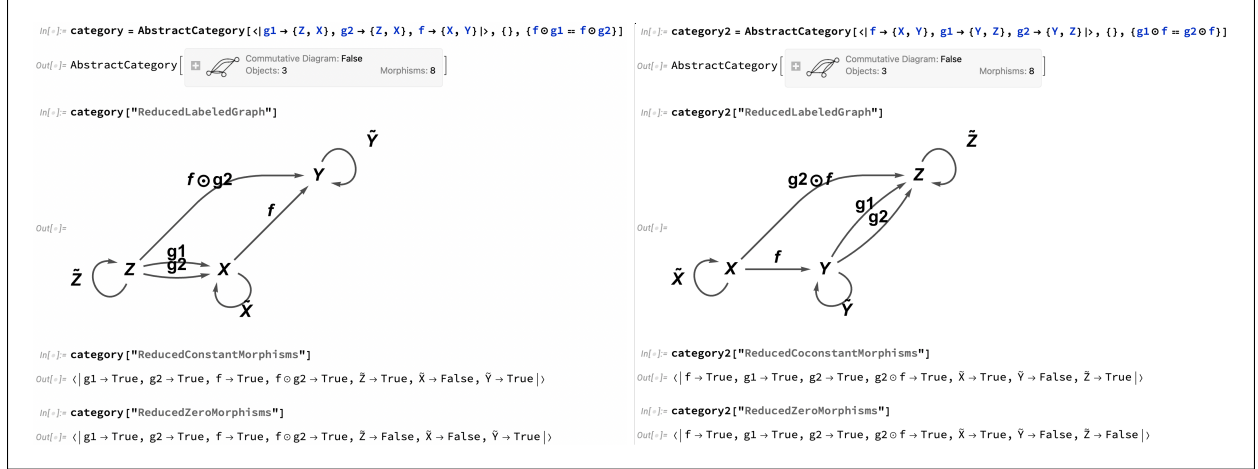 In[◦]:= category = AbstractCategory[<|g1 → {Z, X}, g2 → {Z, X}, f → {X, Y}|>, {}, {f⊙g1 == f⊙g2}]
Out[◦]= AbstractCategory[
Commutative Diagram: False
Objects: 3 Morphisms: 8
]
In[◦]:= category["ReducedLabeledGraph"]
Out[◦]=
Ỹ
f⊙g2
Y
f
g1
g2
Z̃
Z
X
X̃
In[◦]:= category["ReducedConstantMorphisms"]
Out[◦]= <|g1 → True, g2 → True, f → True, f⊙g2 → True, Z̃ → True, X̃ → False, Ỹ → True|>
In[◦]:= category["ReducedZeroMorphisms"]
Out[◦]= <|g1 → True, g2 → True, f → True, f⊙g2 → True, Z̃ → False, X̃ → False, Ỹ → True|>
In[◦]:= category2 = AbstractCategory[<|f → {X, Y}, g1 → {Y, Z}, g2 → {Y, Z}|>, {}, {g1⊙f == g2⊙f}]
Out[◦]= AbstractCategory[
Commutative Diagram: False
Objects: 3 Morphisms: 8
]
In[◦]:= category2["ReducedLabeledGraph"]
Out[◦]=
Z̃
g2⊙f
Z
g1
g2
f
X̃
X
Y
Ỹ
In[◦]:= category2["ReducedCoconstantMorphisms"]
Out[◦]= <|f → True, g1 → True, g2 → True, g2⊙f → True, X̃ → True, Ỹ → False, Z̃ → True|>
In[◦]:= category2["ReducedZeroMorphisms"]
Out[◦]= <|f → True, g1 → True, g2 → True, g2⊙f → True, X̃ → True, Ỹ → False, Z̃ → False|>